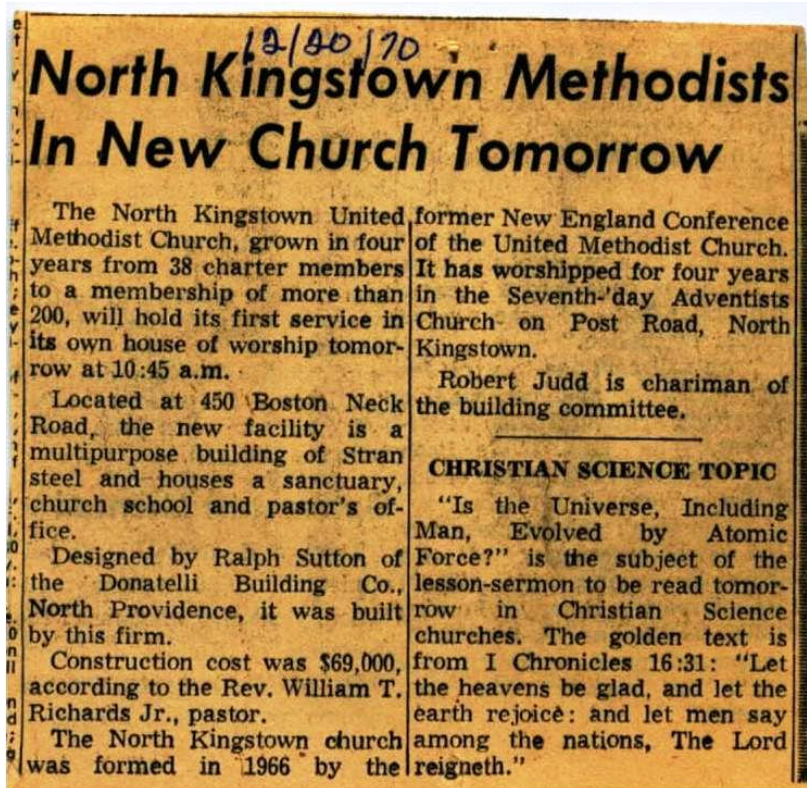 12/20/70
North Kingstown Methodists
In New Church Tomorrow
The North Kingstown United
Methodist Church, grown in four
years from 38 charter members
to a membership of more than
200, will hold its first service in
its own house of worship tomor-
row at 10:45 a.m.
Located at 450 Boston Neck
Road, the new facility is a
multipurpose building of Stran
steel and houses a sanctuary,
church school and pastor's of-
fice.
Designed by Ralph Sutton of
the Donatelli Building Co.,
North Providence, it was built
by this firm.
Construction cost was $69,000,
according to the Rev. William T.
Richards Jr., pastor.
The North Kingstown church
was formed in 1966 by the
former New England Conference
of the United Methodist Church.
It has worshipped for four years
in the Seventh-'day Adventists
Church on Post Road, North
Kingstown.
Robert Judd is chariman of
the building committee.
CHRISTIAN SCIENCE TOPIC
"Is the Universe, Including
Man, Evolved by Atomic
Force?" is the subject of the
lesson-sermon to be read tomor-
row in Christian Science
churches. The golden text is
from I Chronicles 16:31: "Let
the heavens be glad, and let the
earth rejoice: and let men say
among the nations, The Lord
reigneth."